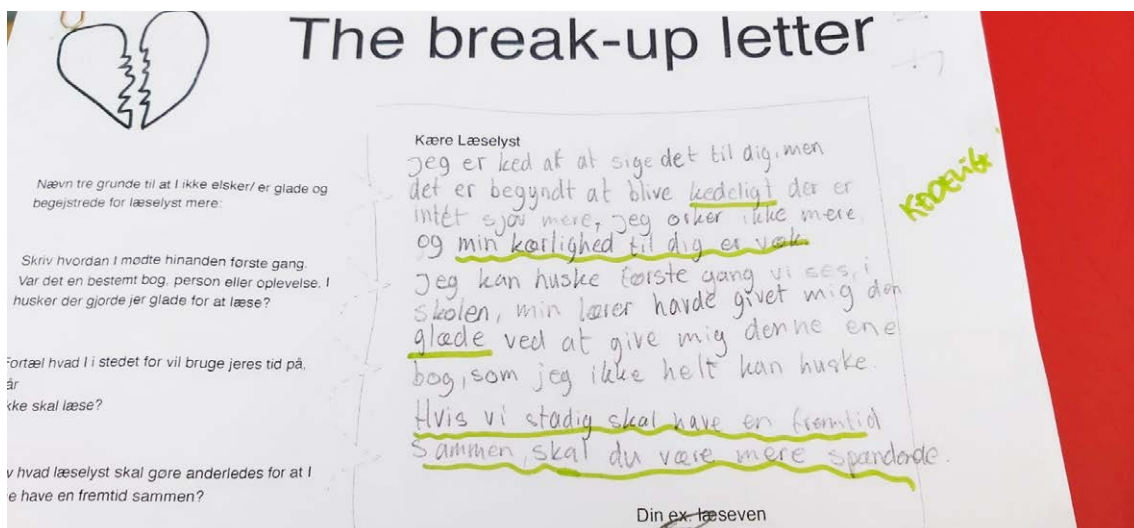 The break-up letter
Nævn tre grunde til at I ikke elsker/ er glade og
begejstrede for læselyst mere:
Skriv hvordan I mødte hinanden første gang.
Var det en bestemt bog, person eller oplevelse, I
husker der gjorde jer glade for at læse?
Fortæl hvad I i stedet for vil bruge jeres tid på,
år
kke skal læse?
v hvad læselyst skal gøre anderledes for at I
e have en fremtid sammen?
Kære Læselyst
Jeg er ked af at sige det til dig, men
det er begyndt at blive kedeligt der er
intet sjov mere, jeg orker ikke mere
og min kærlighed til dig er væk.
Jeg kan huske første gang vi ses, i
skolen, min lærer havde givet mig den
glæde ved at give mig denne ene
bog, som jeg ikke helt kan huske.
Hvis vi stadig skal have en fremtid
Sammen, skal du være mere spændende.
Din ex. læseven
KEDELIGT